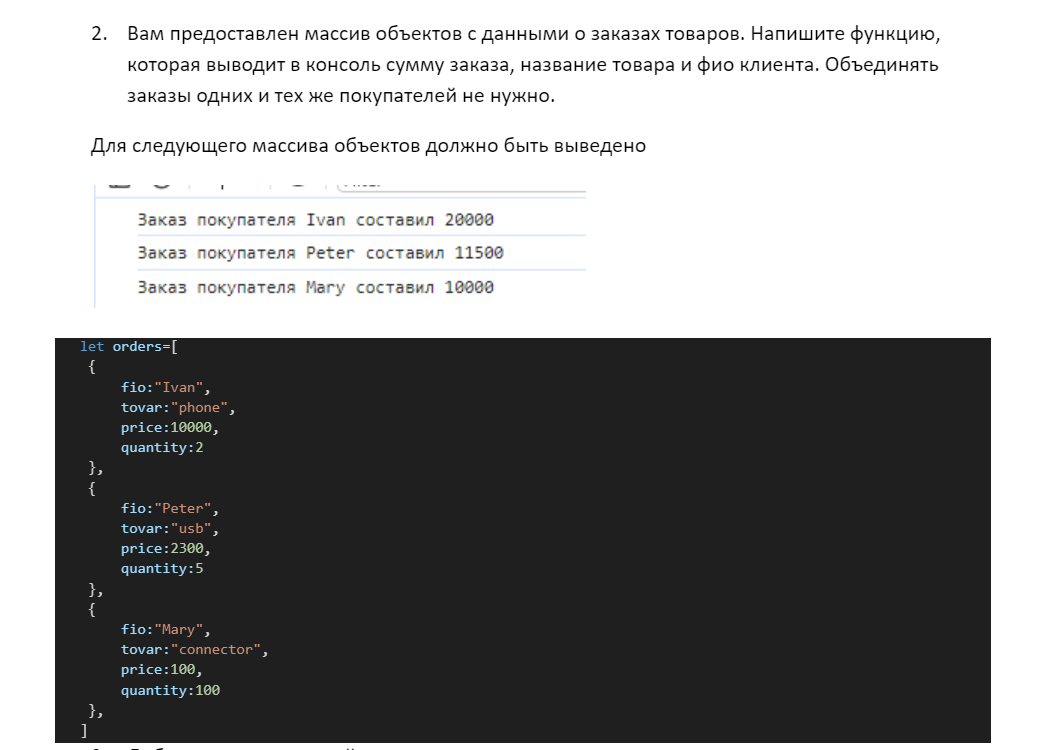 2. Вам предоставлен массив объектов с данными о заказах товаров. Напишите функцию,
которая выводит в консоль сумму заказа, название товара и фио клиента. Объединять
заказы одних и тех же покупателей не нужно.
Для следующего массива объектов должно быть выведено
Заказ покупателя Ivan составил 20000
Заказ покупателя Peter составил 11500
Заказ покупателя Mary составил 10000
let orders=[
{
fio:"Ivan",
tovar:"phone",
price:10000,
quantity:2
},
{
fio:"Peter",
tovar:"usb",
price:2300,
quantity:5
},
{
fio:"Mary",
tovar:"connector",
price:100,
quantity:100
},
]